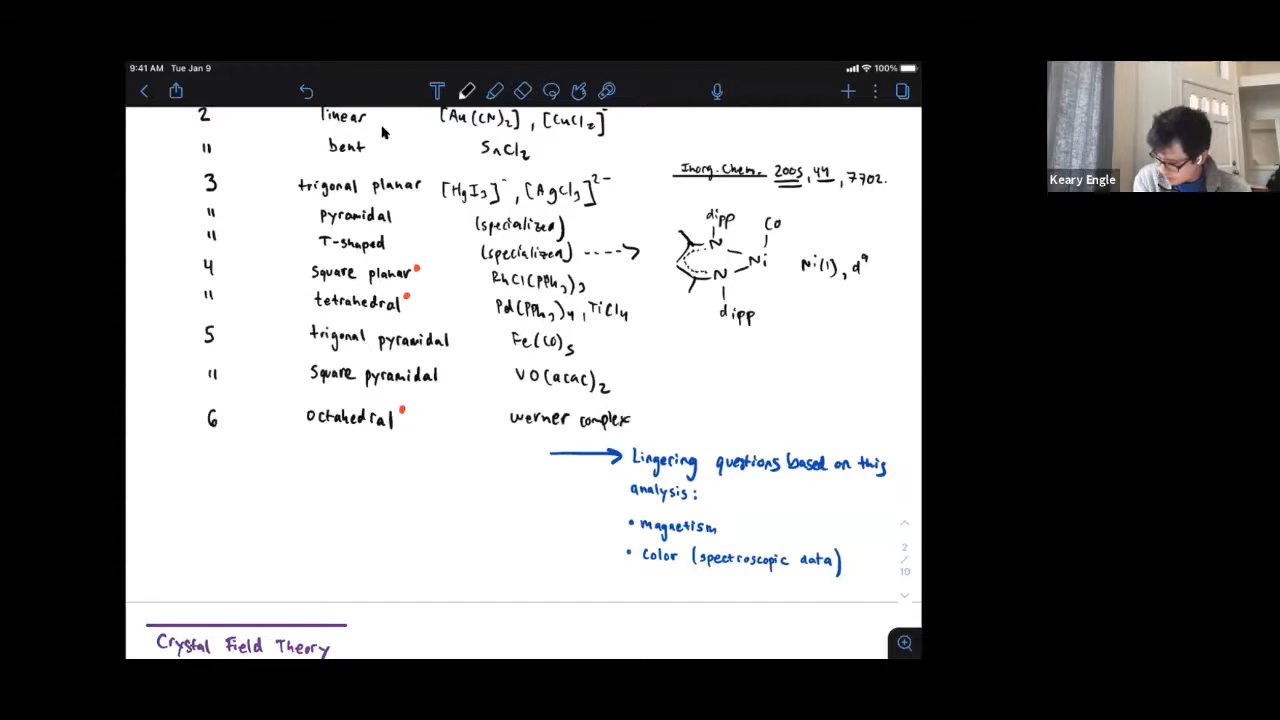 9:41 AM Tue Jan 9
100%
2 linear [Au(CN)2], [CuCl2]-
" bent SnCl2
3 trigonal planar [HgI3]-, [AgCl3]2-
" pyramidal (specialized)
" T-shaped (specialized) ---->
4 square planar RhCl(PPh3)3
" tetrahedral Pd(PPh3)4, TiCl4
5 trigonal pyramidal Fe(CO)5
" Square pyramidal VO(acac)2
6 octahedral Werner complex
Inorg. Chem. 2005, 44, 7702.
dipp
CO
N
Ni
Ni(I), d9
N
dipp
Lingering questions based on this
analysis:
• magnetism
• color (spectroscopic data)
2
/
10
Crystal Field Theory
Keary Engle